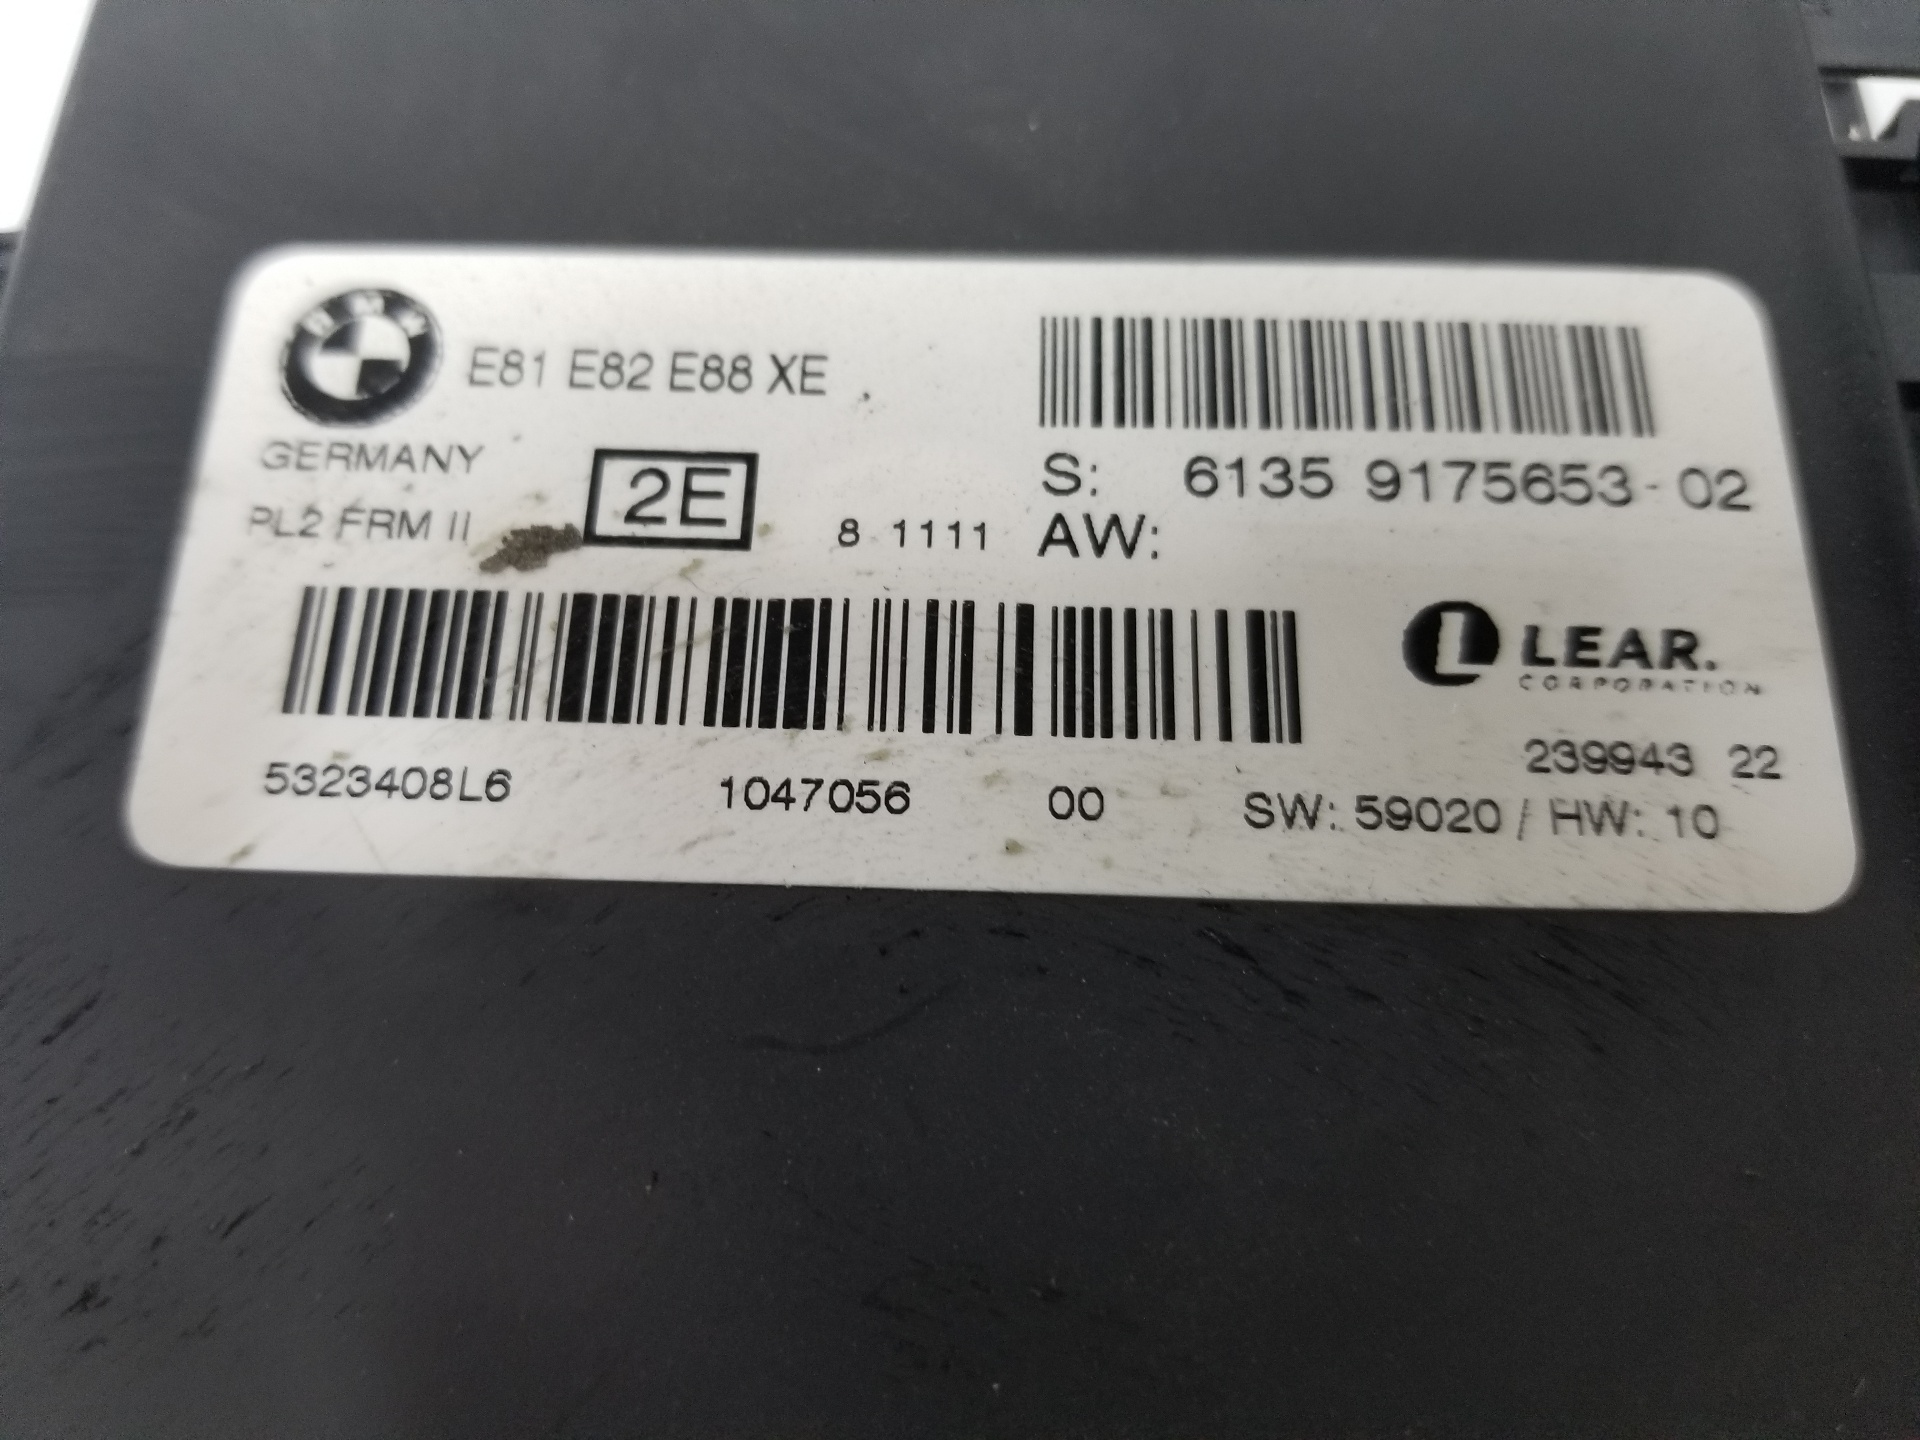 BMW
E81 E82 E88 XE
GERMANY
PL2 FRM II
2E
8 1111
S: 6135 9175653-02
AW:
L LEAR.
CORPORATION
5323408L6 1047056 00
239943 22
SW: 59020 / HW: 10